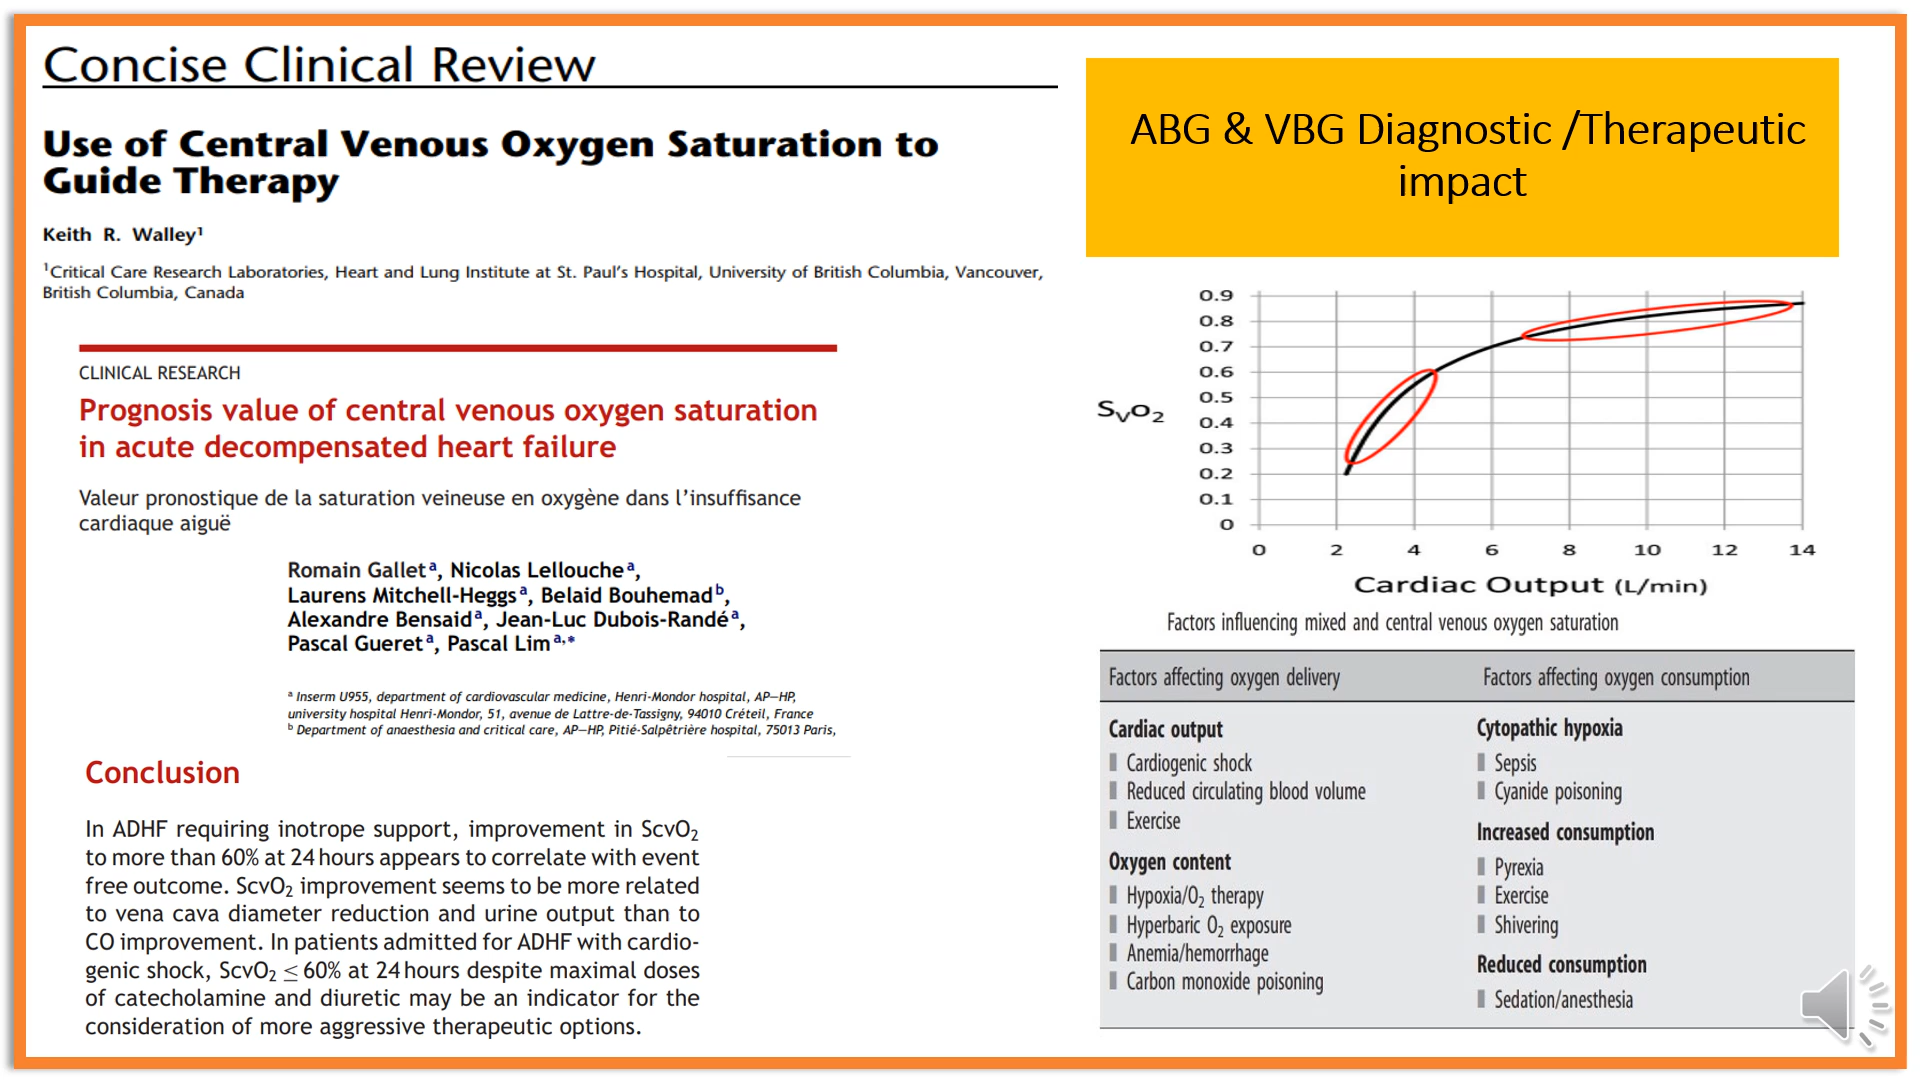 Concise Clinical Review
Use of Central Venous Oxygen Saturation to
Guide Therapy
Keith R. Walley¹
¹Critical Care Research Laboratories, Heart and Lung Institute at St. Paul's Hospital, University of British Columbia, Vancouver,
British Columbia, Canada
CLINICAL RESEARCH
Prognosis value of central venous oxygen saturation
in acute decompensated heart failure
Valeur pronostique de la saturation veineuse en oxygène dans l'insuffisance
cardiaque aiguë
Romain Gallet ᵃ, Nicolas Lellouche ᵃ,
Laurens Mitchell-Heggs ᵃ, Belaid Bouhemad ᵇ,
Alexandre Bensaid ᵃ, Jean-Luc Dubois-Randé ᵃ,
Pascal Gueret ᵃ, Pascal Lim ᵃ,*
ᵃ Inserm U955, department of cardiovascular medicine, Henri-Mondor hospital, AP–HP,
university hospital Henri-Mondor, 51, avenue de Lattre-de-Tassigny, 94010 Créteil, France
ᵇ Department of anaesthesia and critical care, AP–HP, Pitié-Salpêtrière hospital, 75013 Paris,
Conclusion
In ADHF requiring inotrope support, improvement in ScvO₂
to more than 60% at 24 hours appears to correlate with event
free outcome. ScvO₂ improvement seems to be more related
to vena cava diameter reduction and urine output than to
CO improvement. In patients admitted for ADHF with cardio-
genic shock, ScvO₂ ≤ 60% at 24 hours despite maximal doses
of catecholamine and diuretic may be an indicator for the
consideration of more aggressive therapeutic options.
ABG & VBG Diagnostic /Therapeutic
impact
0.9
0.8
0.7
0.6
0.5
0.4
0.3
0.2
0.1
0
SᵥO₂
0 2 4 6 8 10 12 14
Cardiac Output (L/min)
Factors influencing mixed and central venous oxygen saturation
Factors affecting oxygen delivery
Cardiac output
Cardiogenic shock
Reduced circulating blood volume
Exercise
Oxygen content
Hypoxia/O₂ therapy
Hyperbaric O₂ exposure
Anemia/hemorrhage
Carbon monoxide poisoning
Factors affecting oxygen consumption
Cytopathic hypoxia
Sepsis
Cyanide poisoning
Increased consumption
Pyrexia
Exercise
Shivering
Reduced consumption
Sedation/anesthesia